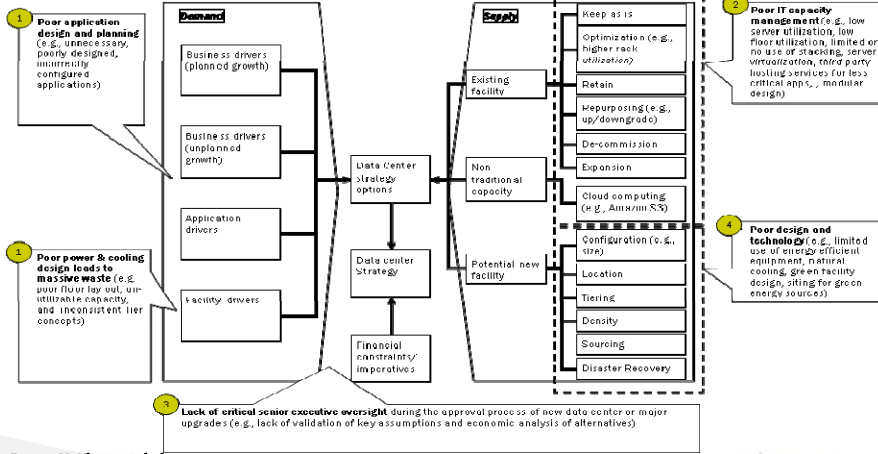 1
Poor application
design and planning
(e.g., unnecessary,
poorly designed,
incorrectly
configured
applications)
1
Poor power & cooling
design leads to
massive waste (e.g.
poor floor lay out, un-
utilizable capacity,
and inconsistent tier
concepts)
Demand
Business drivers
(planned growth)
Business drivers
(unplanned
growth)
Application
drivers
Facility drivers
Data Center
strategy
options
Data center
Strategy
Financial
constraints/
imperatives
Supply
Existing
facility
Non
traditional
capacity
Potential new
facility
Keep as is
Optimization (e.g.,
higher rack
utilization)
Retain
Repurposing (e.g.,
up/downgrade)
De-commission
Expansion
Cloud computing
(e.g., Amazon S3)
Configuration (e.g.,
size)
Location
Tiering
Density
Sourcing
Disaster Recovery
2
Poor IT capacity
management (e.g., low
server utilization, low
floor utilization, limited or
no use of stacking, server
virtualization, third party
hosting services for less
critical apps, , modular
design)
4
Poor design and
technology (e.g., limited
use of energy efficient
equipment, natural
cooling, green facility
design, siting for green
energy sources)
3
Lack of critical senior executive oversight during the approval process of new data center or major
upgrades (e.g., lack of validation of key assumptions and economic analysis of alternatives)